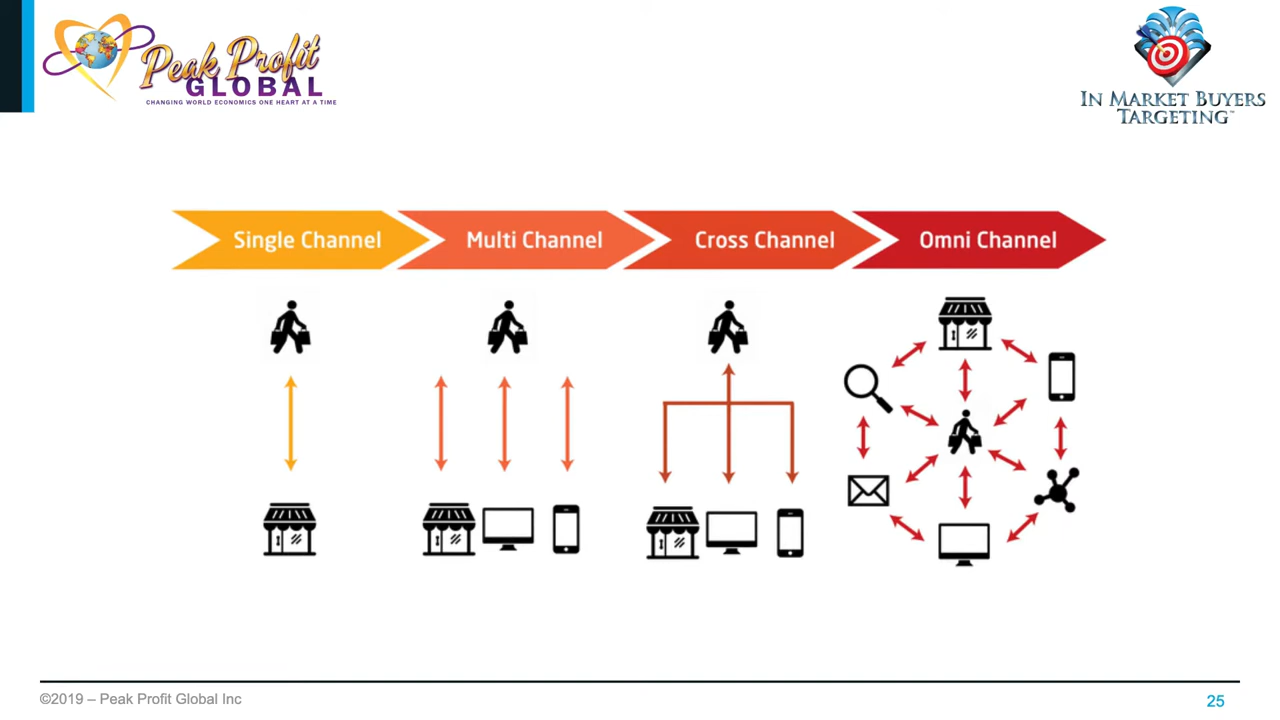 Peak Profit
GLOBAL
CHANGING WORLD ECONOMICS ONE HEART AT A TIME
IN MARKET BUYERS
TARGETING™
Single Channel
Multi Channel
Cross Channel
Omni Channel
©2019 – Peak Profit Global Inc
25